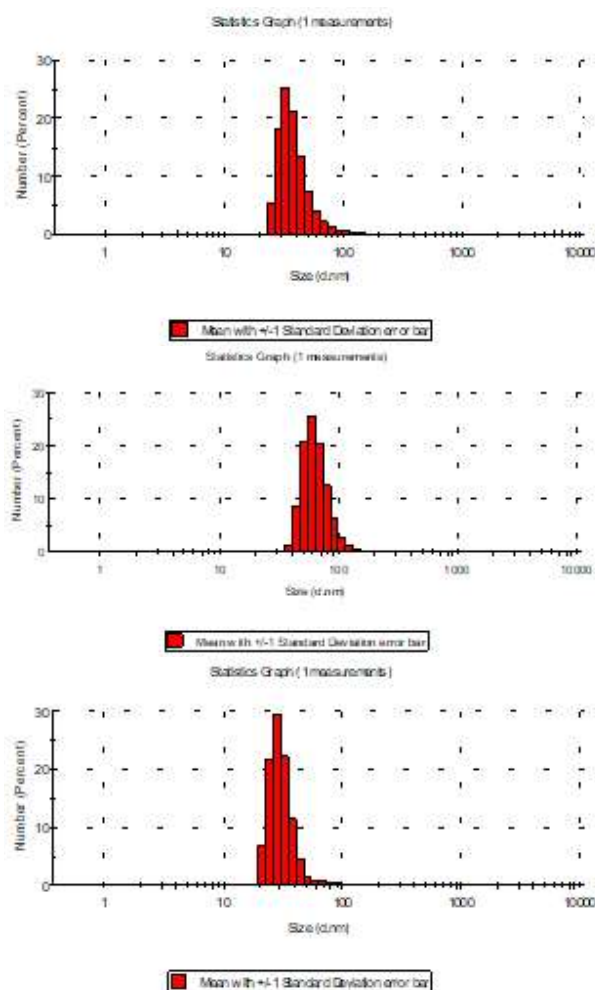 Statistics Graph (1 measurements)
30
20
10
0
Number (Percent)
1 10 100 1000 10000
Size (d.nm)
Mean with +/-1 Standard Deviation error bar
Statistics Graph (1 measurements)
30
20
10
0
Number (Percent)
1 10 100 1000 10000
Size (d.nm)
Mean with +/-1 Standard Deviation error bar
Statistics Graph (1 measurements)
30
20
10
0
Number (Percent)
1 10 100 1000 10000
Size (d.nm)
Mean with +/-1 Standard Deviation error bar